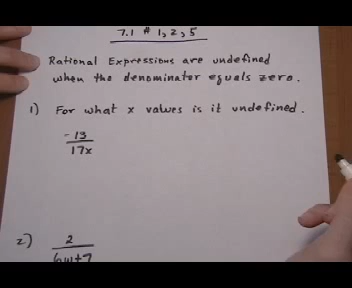 7.1 # 1, 2, 5
Rational Expressions are undefined
when the denominator equals zero.
1) For what x values is it undefined.
-13
17x
2) 2
6w+7